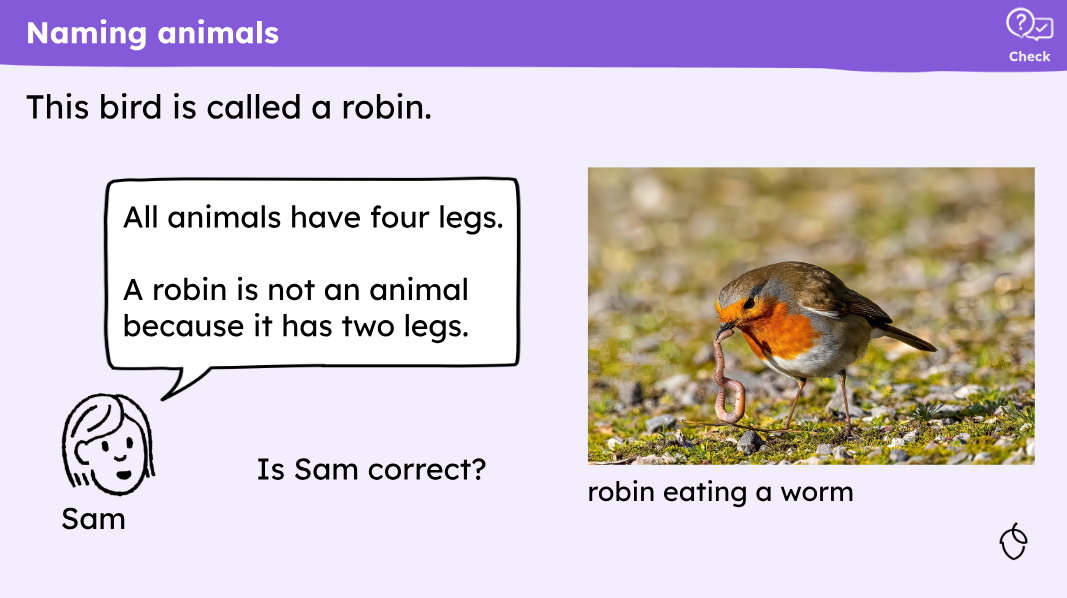 Naming animals
?
Check
This bird is called a robin.
All animals have four legs.
A robin is not an animal
because it has two legs.
Is Sam correct?
Sam
robin eating a worm